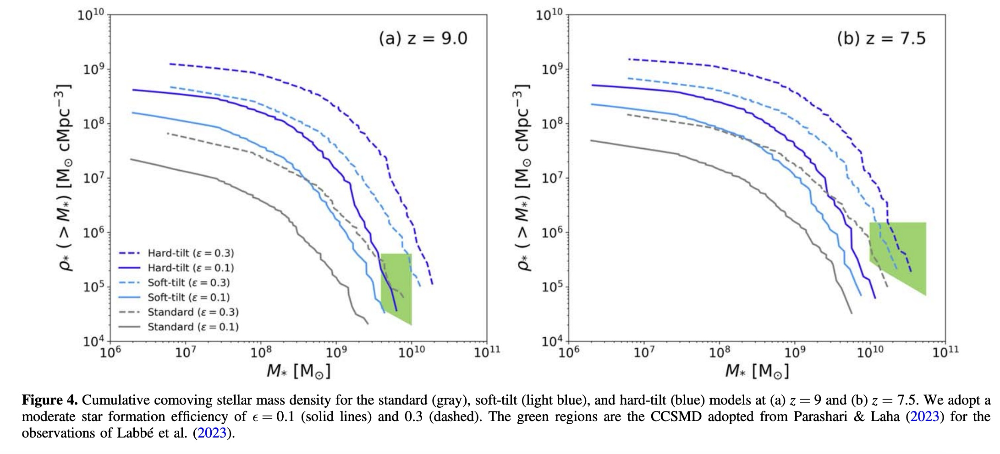 (a) z = 9.0
ρ* ( > M*) [M⊙ cMpc⁻³]
10¹⁰
10⁹
10⁸
10⁷
10⁶
10⁵
10⁴
Hard-tilt (ε = 0.3)
Hard-tilt (ε = 0.1)
Soft-tilt (ε = 0.3)
Soft-tilt (ε = 0.1)
Standard (ε = 0.3)
Standard (ε = 0.1)
10⁶ 10⁷ 10⁸ 10⁹ 10¹⁰ 10¹¹
M* [M⊙]
(b) z = 7.5
ρ* ( > M*) [M⊙ cMpc⁻³]
10¹⁰
10⁹
10⁸
10⁷
10⁶
10⁵
10⁴
10⁶ 10⁷ 10⁸ 10⁹ 10¹⁰ 10¹¹
M* [M⊙]
Figure 4. Cumulative comoving stellar mass density for the standard (gray), soft-tilt (light blue), and hard-tilt (blue) models at (a) z = 9 and (b) z = 7.5. We adopt a
moderate star formation efficiency of ϵ = 0.1 (solid lines) and 0.3 (dashed). The green regions are the CCSMD adopted from Parashari & Laha (2023) for the
observations of Labbé et al. (2023).